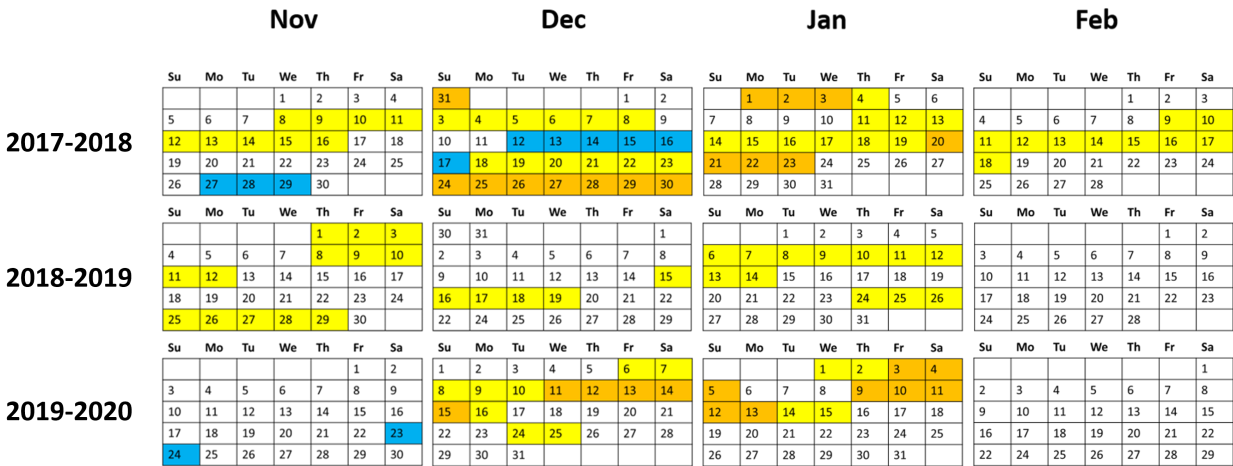 Nov Dec Jan Feb
Su Mo Tu We Th Fr Sa Su Mo Tu We Th Fr Sa Su Mo Tu We Th Fr Sa Su Mo Tu We Th Fr Sa
1 2 3 4 31 1 2 1 2 3 4 5 6 1 2 3
5 6 7 8 9 10 11 3 4 5 6 7 8 9 7 8 9 10 11 12 13 4 5 6 7 8 9 10
2017-2018 12 13 14 15 16 17 18 10 11 12 13 14 15 16 14 15 16 17 18 19 20 11 12 13 14 15 16 17
19 20 21 22 23 24 25 17 18 19 20 21 22 23 21 22 23 24 25 26 27 18 19 20 21 22 23 24
26 27 28 29 30 24 25 26 27 28 29 30 28 29 30 31 25 26 27 28
Su Mo Tu We Th Fr Sa Su Mo Tu We Th Fr Sa Su Mo Tu We Th Fr Sa Su Mo Tu We Th Fr Sa
1 2 3 30 31 1 1 2 3 4 5 1 2
4 5 6 7 8 9 10 2 3 4 5 6 7 8 6 7 8 9 10 11 12 3 4 5 6 7 8 9
2018-2019 11 12 13 14 15 16 17 9 10 11 12 13 14 15 13 14 15 16 17 18 19 10 11 12 13 14 15 16
18 19 20 21 22 23 24 16 17 18 19 20 21 22 20 21 22 23 24 25 26 17 18 19 20 21 22 23
25 26 27 28 29 30 22 24 25 26 27 28 29 27 28 29 30 31 24 25 26 27 28
Su Mo Tu We Th Fr Sa Su Mo Tu We Th Fr Sa Su Mo Tu We Th Fr Sa Su Mo Tu We Th Fr Sa
1 2 1 2 3 4 5 6 7 1 2 3 4 1
3 4 5 6 7 8 9 8 9 10 11 12 13 14 5 6 7 8 9 10 11 2 3 4 5 6 7 8
2019-2020 10 11 12 13 14 15 16 15 16 17 18 19 20 21 12 13 14 15 16 17 18 9 10 11 12 13 14 15
17 18 19 20 21 22 23 22 23 24 25 26 27 28 19 20 21 22 23 24 25 16 17 18 19 20 21 22
24 25 26 27 28 29 30 29 30 31 26 27 28 29 30 31 22 24 25 26 27 28 29